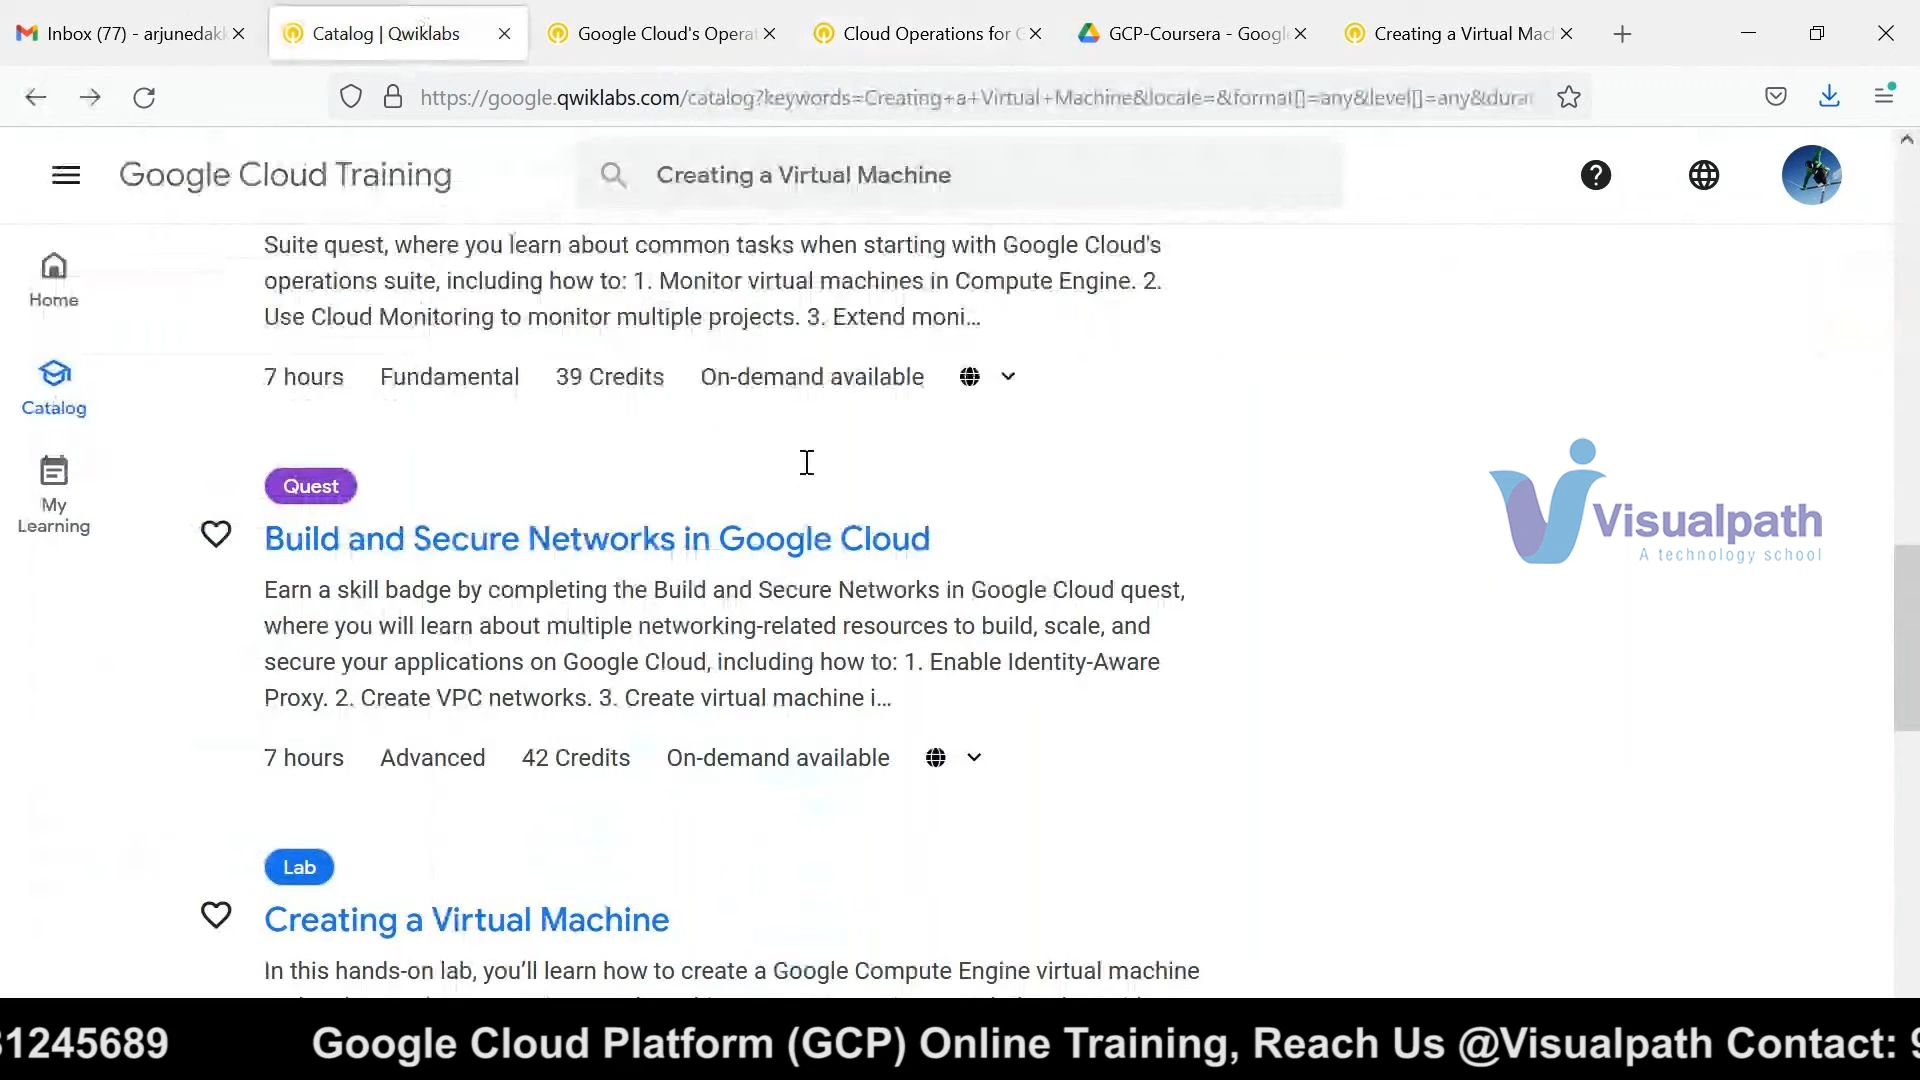 Inbox (77) - arjunedak
Catalog | Qwiklabs
Google Cloud's Opera
Cloud Operations for G
GCP-Coursera - Google
Creating a Virtual Mac
https://google.qwiklabs.com/catalog?keywords=Creating+a+Virtual+Machine&locale=&format[]=any&level[]=any&durat
Google Cloud Training
Creating a Virtual Machine
Home
Catalog
My
Learning
Suite quest, where you learn about common tasks when starting with Google Cloud's
operations suite, including how to: 1. Monitor virtual machines in Compute Engine. 2.
Use Cloud Monitoring to monitor multiple projects. 3. Extend moni...
7 hours Fundamental 39 Credits On-demand available
Quest
Build and Secure Networks in Google Cloud
Earn a skill badge by completing the Build and Secure Networks in Google Cloud quest,
where you will learn about multiple networking-related resources to build, scale, and
secure your applications on Google Cloud, including how to: 1. Enable Identity-Aware
Proxy. 2. Create VPC networks. 3. Create virtual machine i...
7 hours Advanced 42 Credits On-demand available
Lab
Creating a Virtual Machine
In this hands-on lab, you’ll learn how to create a Google Compute Engine virtual machine
Visualpath
A technology school
31245689 Google Cloud Platform (GCP) Online Training, Reach Us @Visualpath Contact: 9